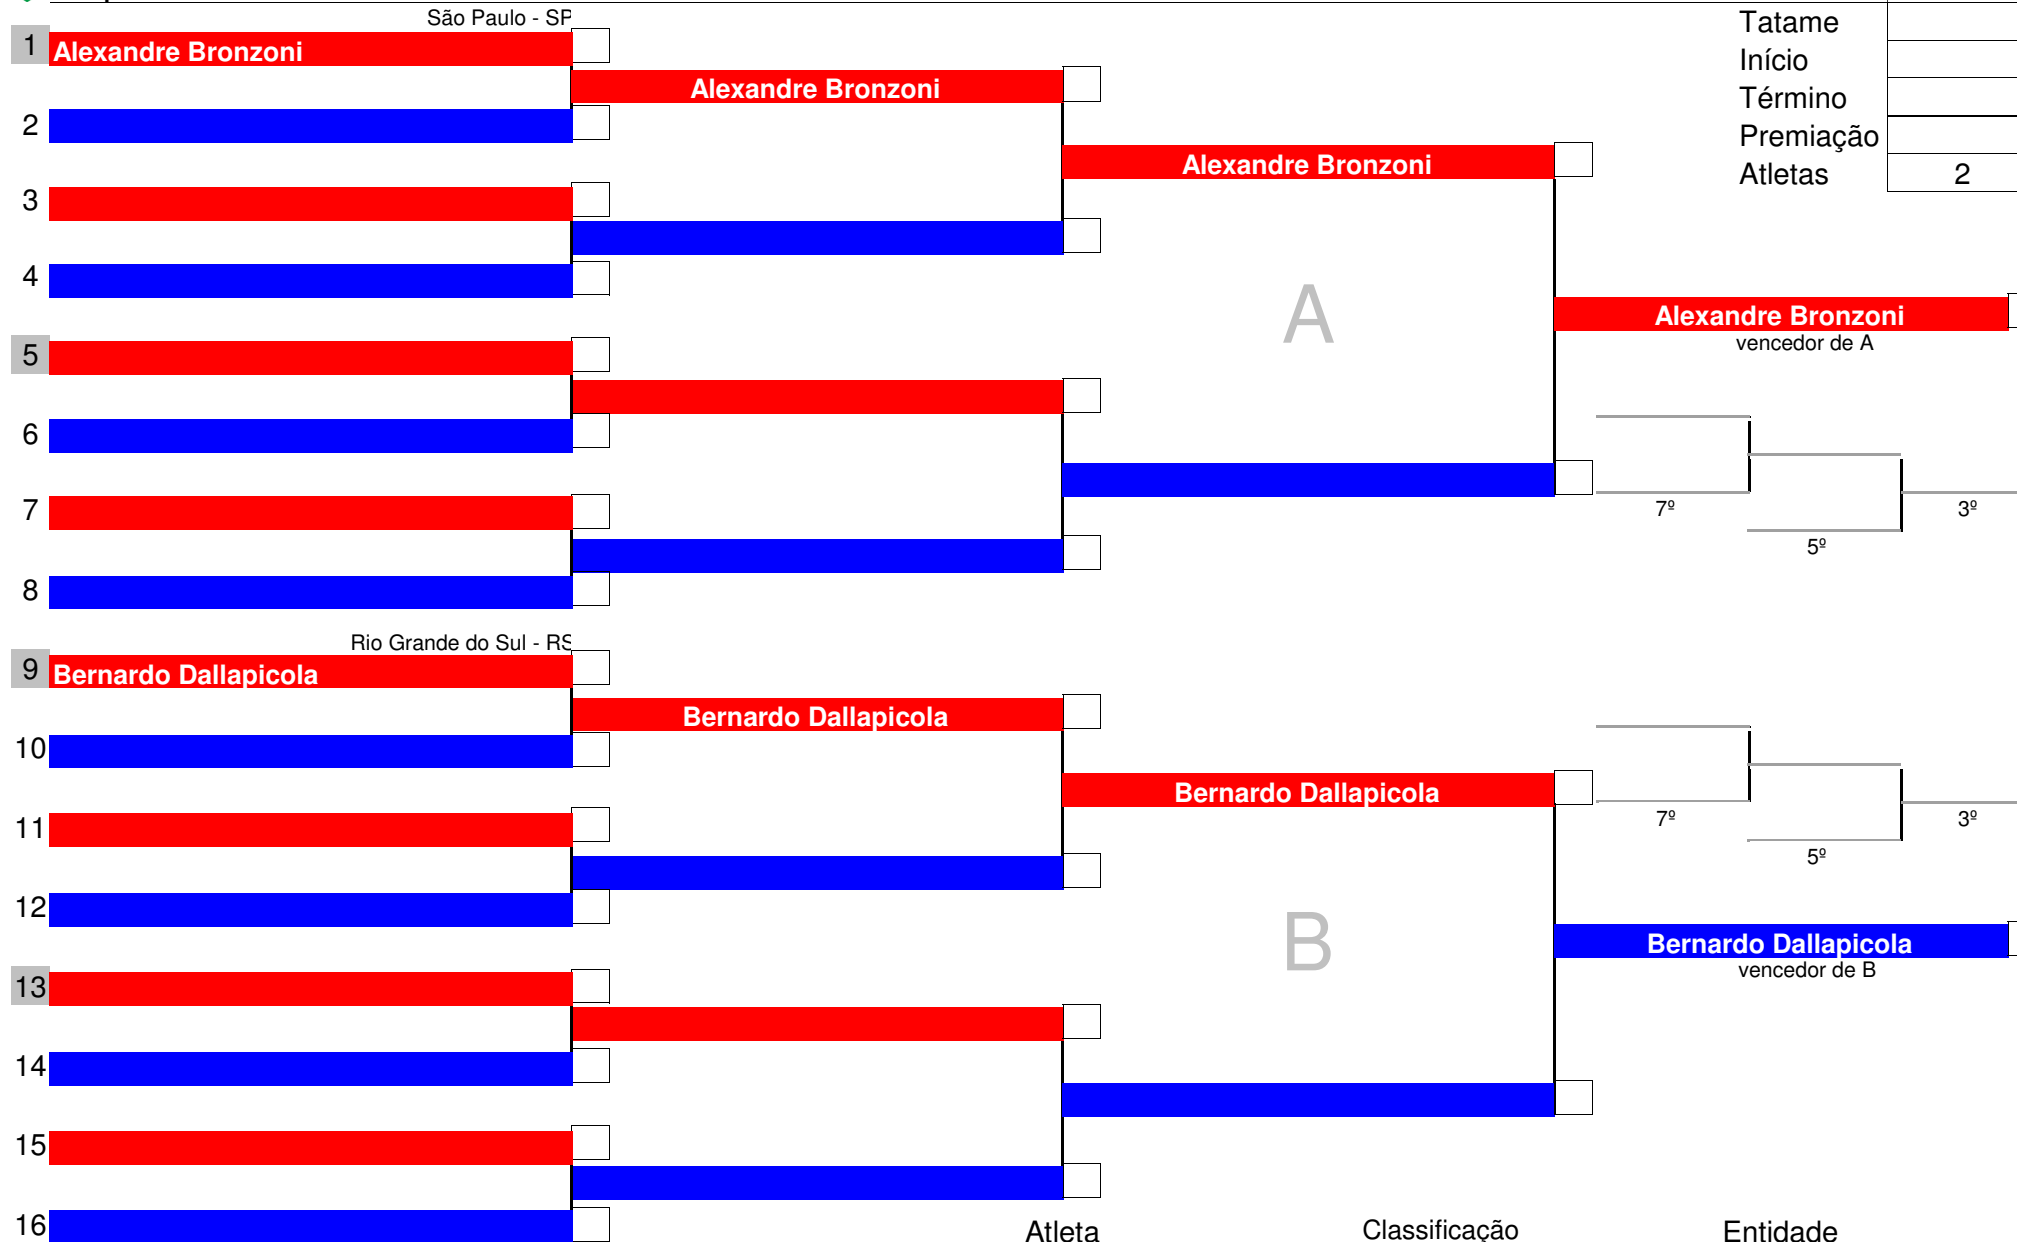 São Paulo - SP
Tatame
1 Alexandre Bronzoni
Início
Alexandre Bronzoni
Término
2
Premiação
Alexandre Bronzoni
Atletas 2
3
4
A
Alexandre Bronzoni
vencedor de A
5
6
7
7º 3º
5º
8
Rio Grande do Sul - RS
9 Bernardo Dallapicola
Bernardo Dallapicola
10
Bernardo Dallapicola
11
7º 3º
5º
12
B
Bernardo Dallapicola
vencedor de B
13
14
15
16
Atleta Classificação Entidade